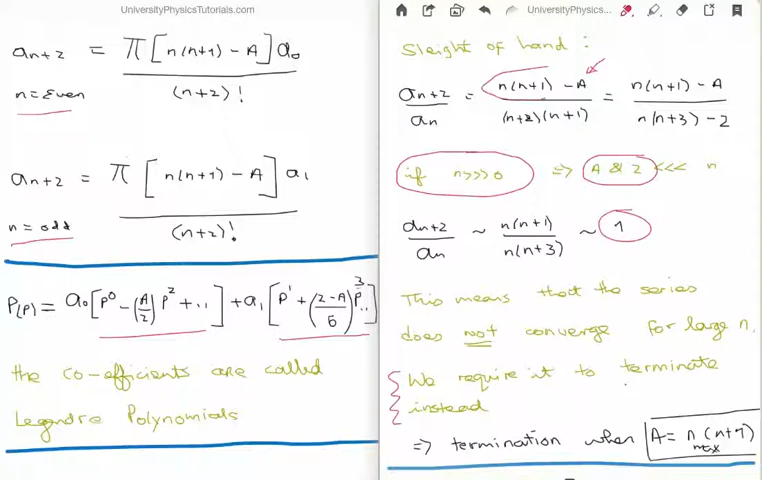 UniversityPhysicsTutorials.com
a_{n+2} = π[n(n+1) - A] a_0 / (n+2)!
n = Even
a_{n+2} = π[n(n+1) - A] a_1 / (n+2)!
n = odd
P(P) = a_0 [P^0 - (A/2) P^2 + ..] + a_1 [P^1 + ((2-A)/6) P^3 ..]
the co-efficients are called
Legendre Polynomials
UniversityPhysics...
Sleight of hand :
a_{n+2}/a_n = (n(n+1) - A)/((n+2)(n+1)) = (n(n+1) - A)/(n(n+3) - 2)
if n >>> 0 ⇒ A & 2 <<< n
a_{n+2}/a_n ~ n(n+1)/n(n+3) ~ 1
This means that the series
does not converge for large n.
We require it to terminate
instead
⇒ termination when A = n_{max}(n+1)